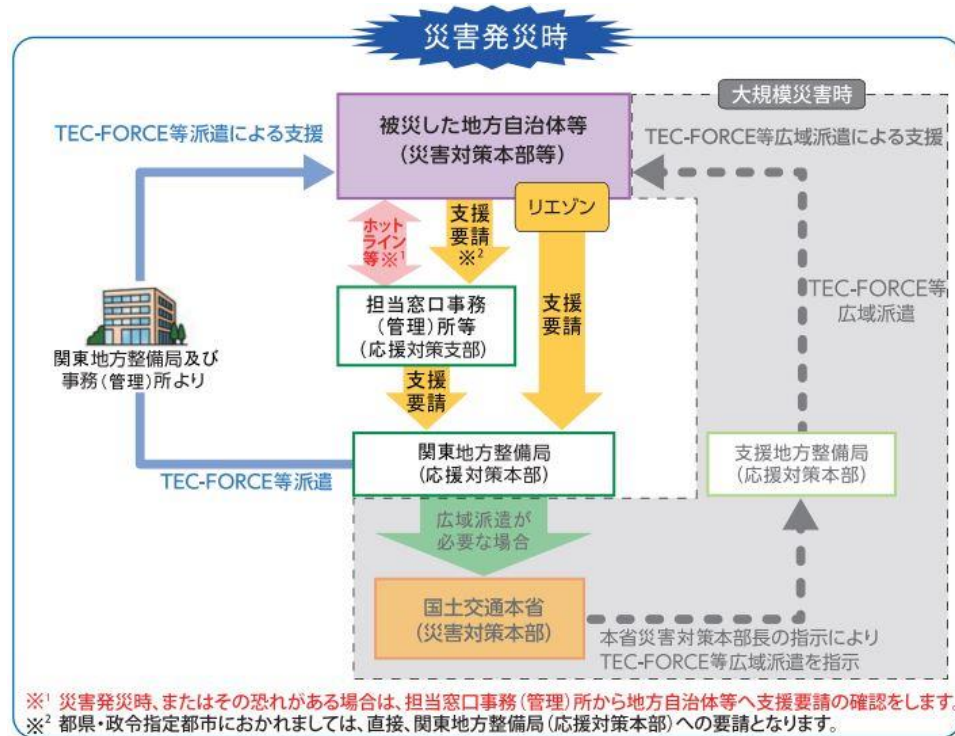 災害発災時
大規模災害時
被災した地方自治体等
(災害対策本部等)
TEC-FORCE等派遣による支援
TEC-FORCE等広域派遣による支援
リエゾン
ホット
ライン
等※¹
支援
要請
※²
担当窓口事務
(管理)所等
(応援対策支部)
支援
要請
TEC-FORCE等
広域派遣
関東地方整備局及び
事務(管理)所より
支援
要請
関東地方整備局
(応援対策本部)
支援地方整備局
(応援対策本部)
TEC-FORCE等派遣
広域派遣が
必要な場合
国土交通本省
(災害対策本部)
本省災害対策本部長の指示により
TEC-FORCE等広域派遣を指示
※¹ 災害発災時、またはその恐れがある場合は、担当窓口事務(管理)所から地方自治体等へ支援要請の確認をします。
※² 都県・政令指定都市におかれましては、直接、関東地方整備局(応援対策本部)への要請となります。